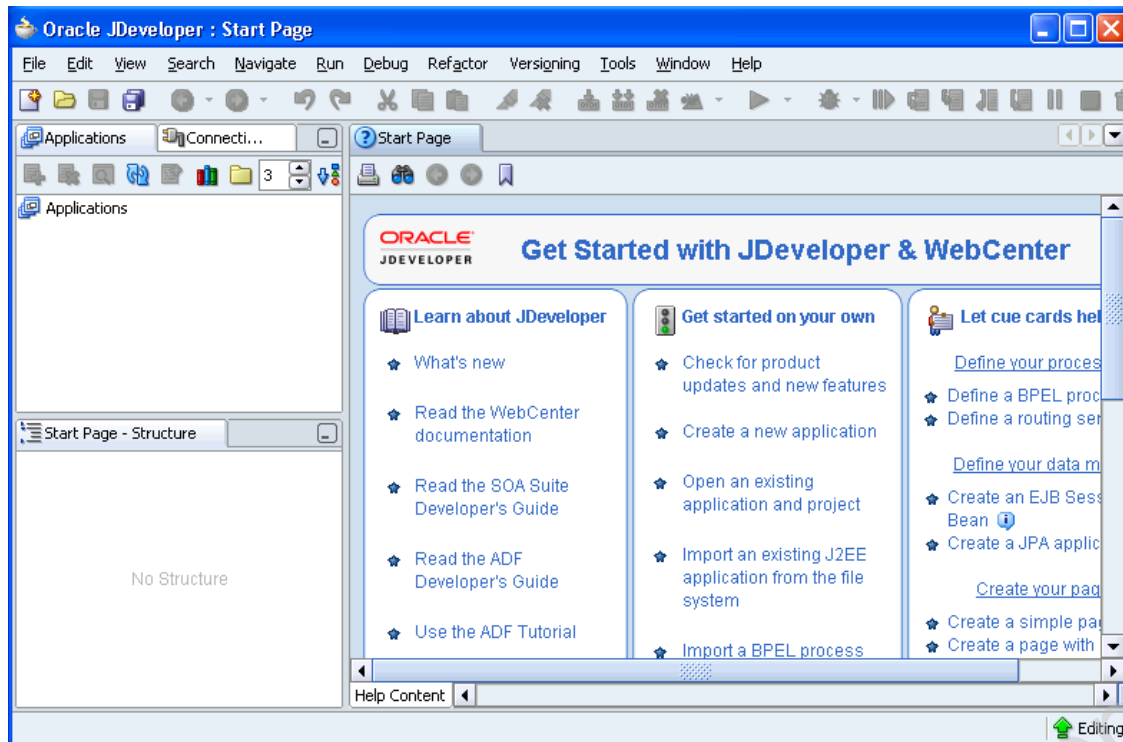 Oracle JDeveloper : Start Page
File Edit View Search Navigate Run Debug Refactor Versioning Tools Window Help
Applications
Connecti...
Start Page
3
Applications
ORACLE
JDEVELOPER
Get Started with JDeveloper & WebCenter
Learn about JDeveloper
What's new
Read the WebCenter
documentation
Read the SOA Suite
Developer's Guide
Read the ADF
Developer's Guide
Use the ADF Tutorial
Get started on your own
Check for product
updates and new features
Create a new application
Open an existing
application and project
Import an existing J2EE
application from the file
system
Import a BPEL process
Let cue cards hel
Define your proces
Define a BPEL proc
Define a routing ser
Define your data m
Create an EJB Sess
Bean
Create a JPA applic
Create your pag
Create a simple pag
Create a page with
Start Page - Structure
No Structure
Help Content
Editing